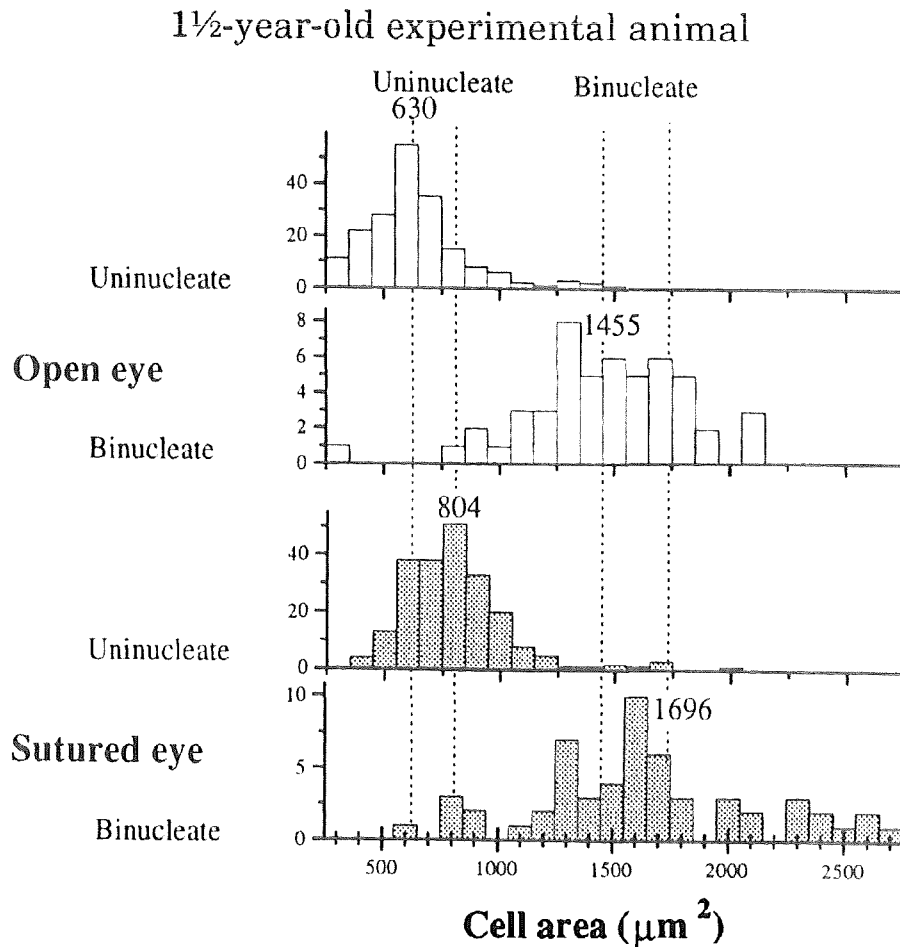 1½-year-old experimental animal
Uninucleate Binucleate
630
40
20
0
Uninucleate
8
6
4
2
0
1455
Open eye
Binucleate
804
40
20
0
Uninucleate
10
5
0
1696
Sutured eye
Binucleate
500 1000 1500 2000 2500
Cell area (μm²)